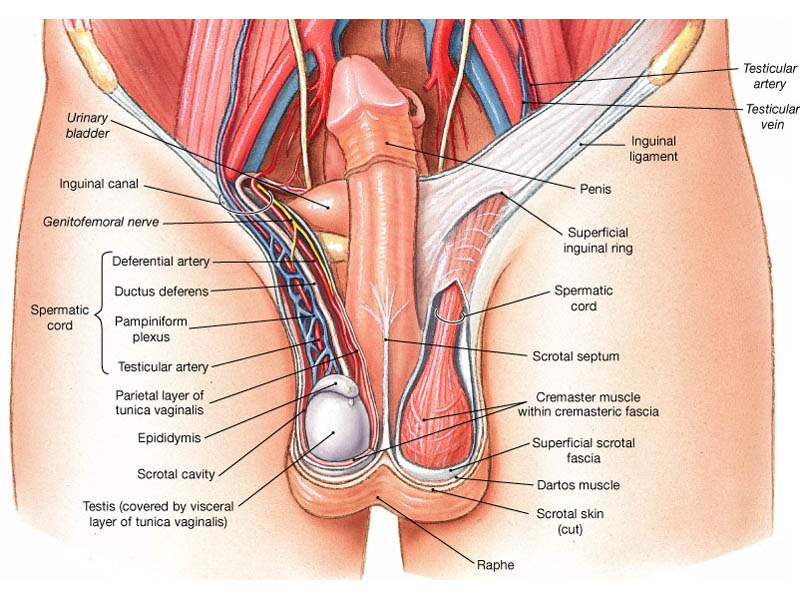 Urinary
bladder
Inguinal canal
Genitofemoral nerve
Deferential artery
Ductus deferens
Spermatic
cord
Pampiniform
plexus
Testicular artery
Parietal layer of
tunica vaginalis
Epididymis
Scrotal cavity
Testis (covered by visceral
layer of tunica vaginalis)
Testicular
artery
Testicular
vein
Inguinal
ligament
Penis
Superficial
inguinal ring
Spermatic
cord
Scrotal septum
Cremaster muscle
within cremasteric fascia
Superficial scrotal
fascia
Dartos muscle
Scrotal skin
(cut)
Raphe